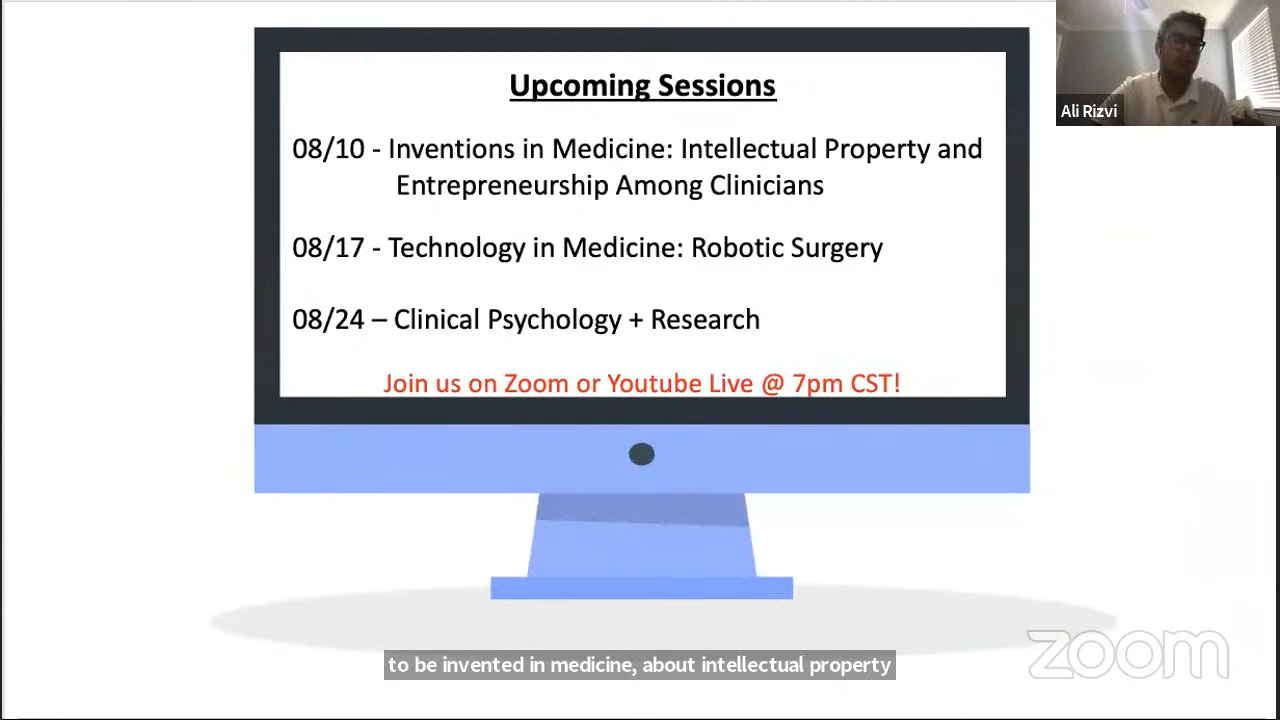 Upcoming Sessions
08/10 - Inventions in Medicine: Intellectual Property and
Entrepreneurship Among Clinicians
08/17 - Technology in Medicine: Robotic Surgery
08/24 – Clinical Psychology + Research
Join us on Zoom or Youtube Live @ 7pm CST!
Ali Rizvi
to be invented in medicine, about intellectual property
zoom